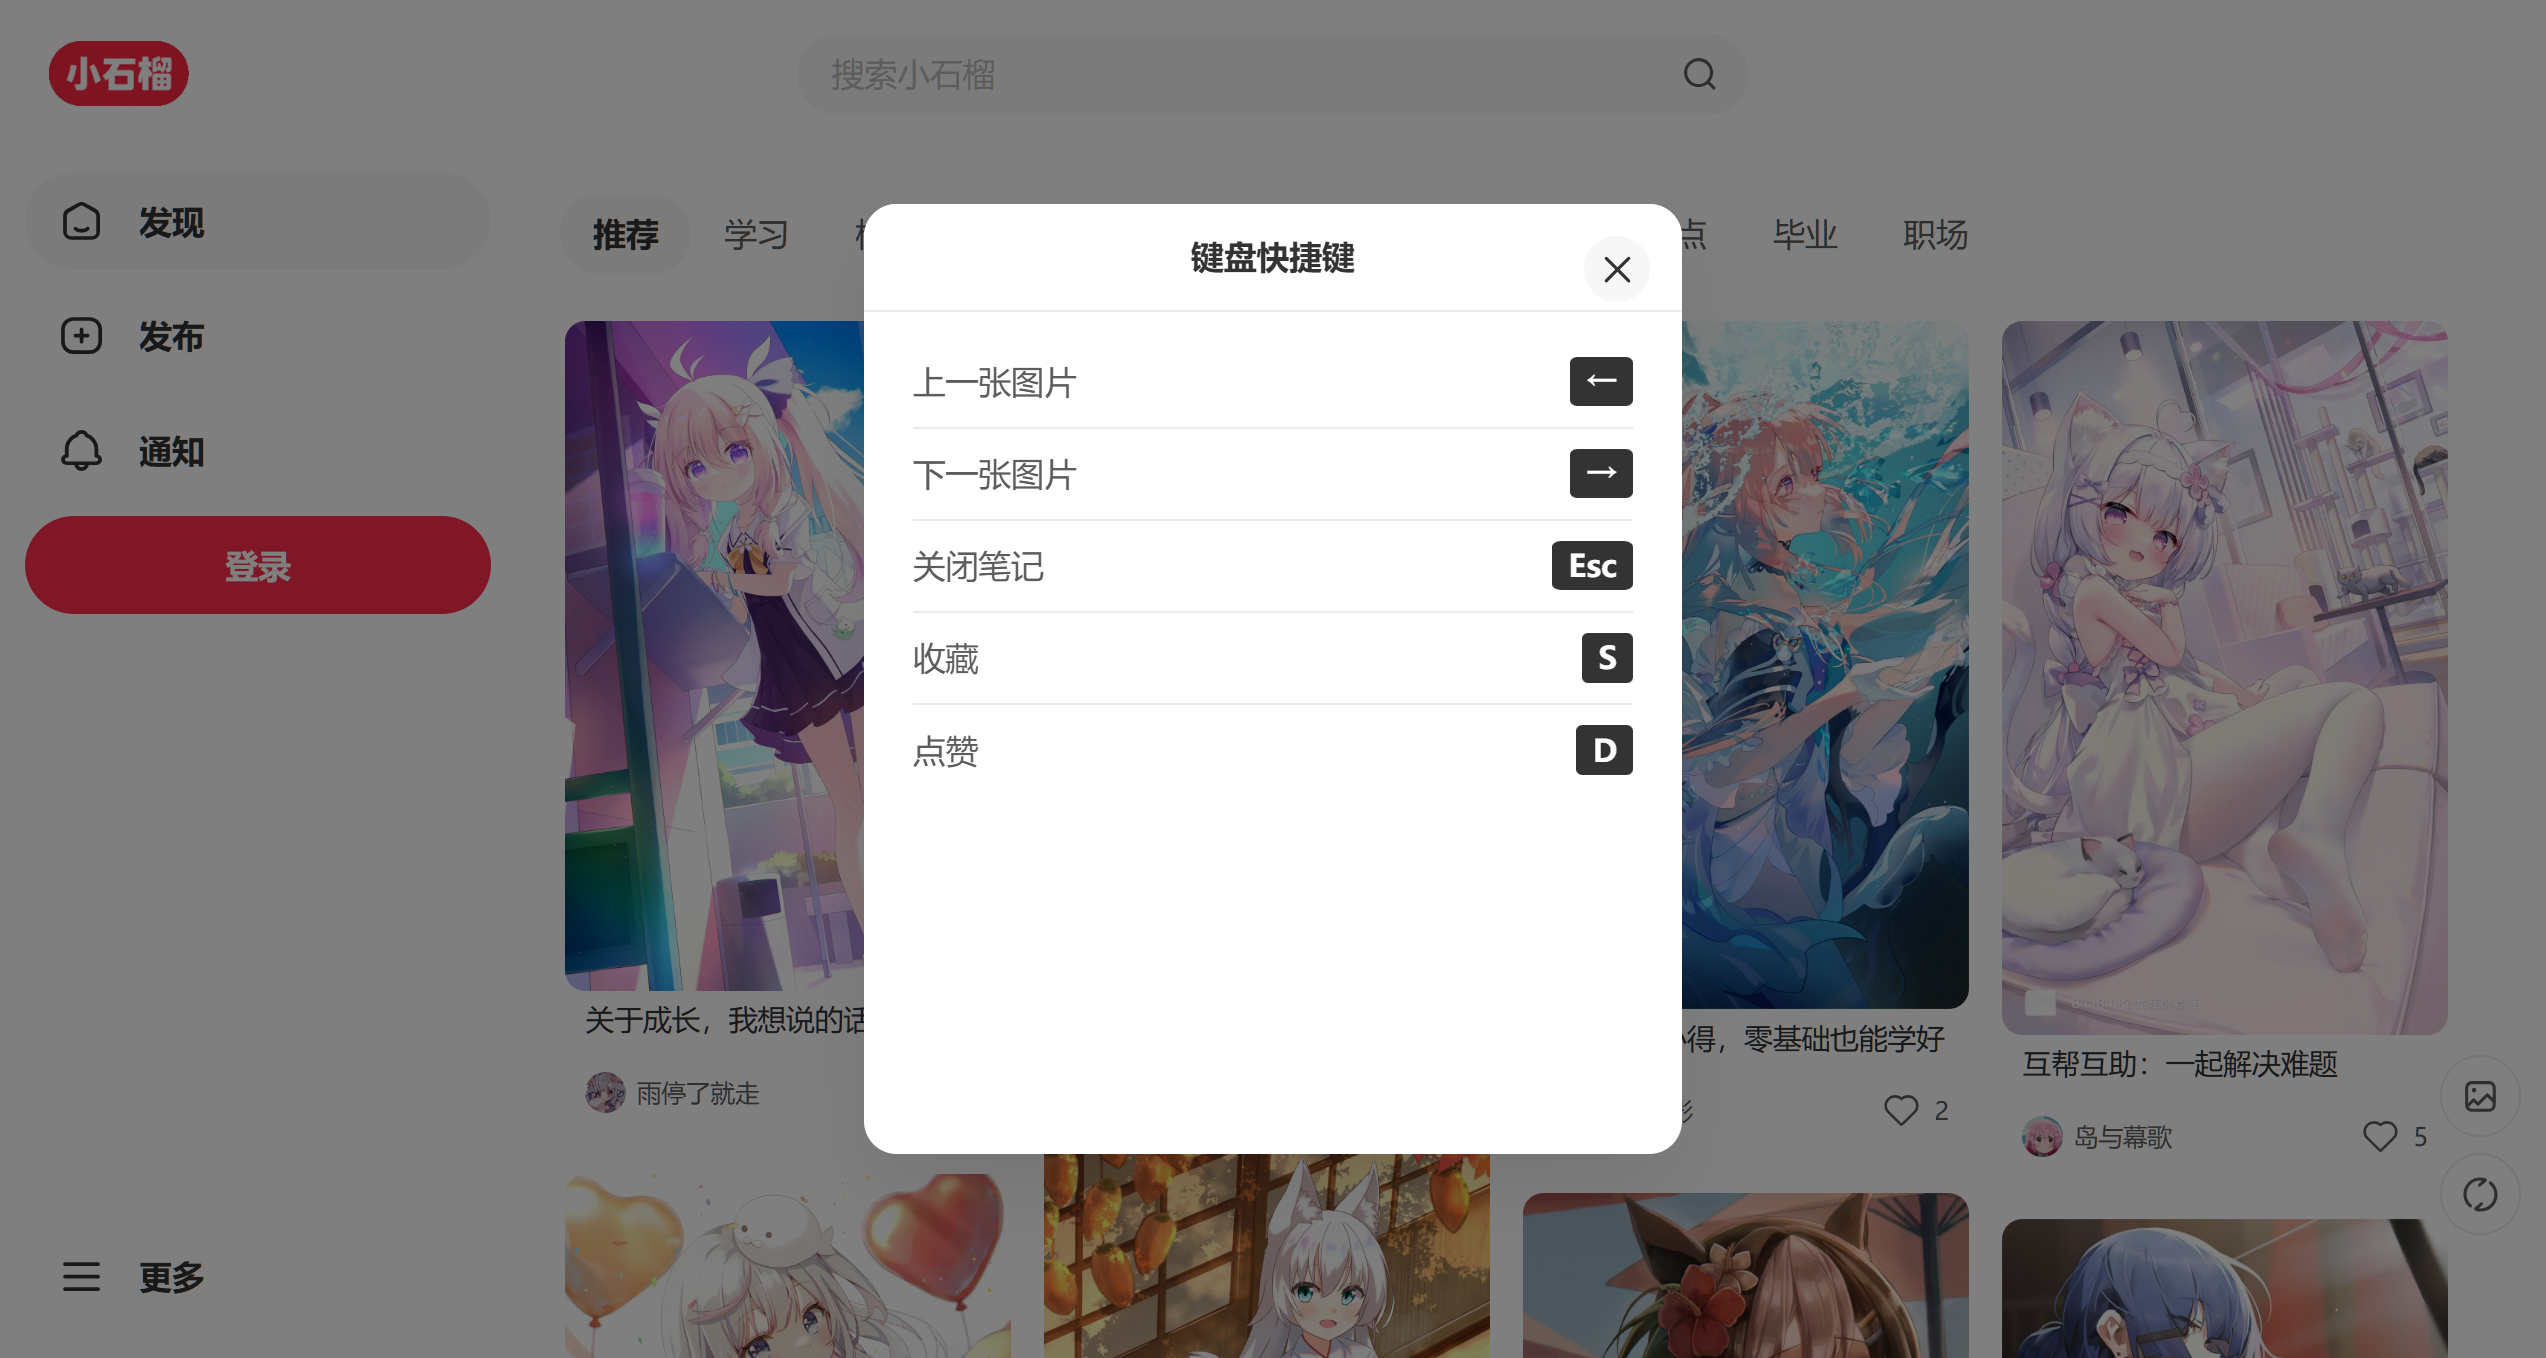 小石榴
搜索小石榴
发现
发布
通知
登录
更多
推荐 学习 点 毕业 职场
键盘快捷键
上一张图片 ←
下一张图片 →
关闭笔记 Esc
收藏 S
点赞 D
关于成长，我想说的话
雨停了就走
得，零基础也能学好
2
互帮互助：一起解决难题
岛与幕歌 5